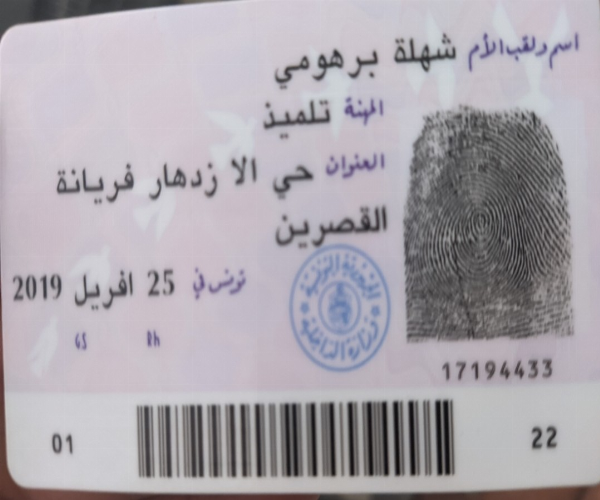 اسم ولقب الأم شهلة برهومي
المهنة تلميذ
العنوان حي الا زدهار فريانة
القصرين
تونس في 25 افريل 2019
GS Rh
الجمهورية التونسية
وزارة الداخلية
17194433
01 22